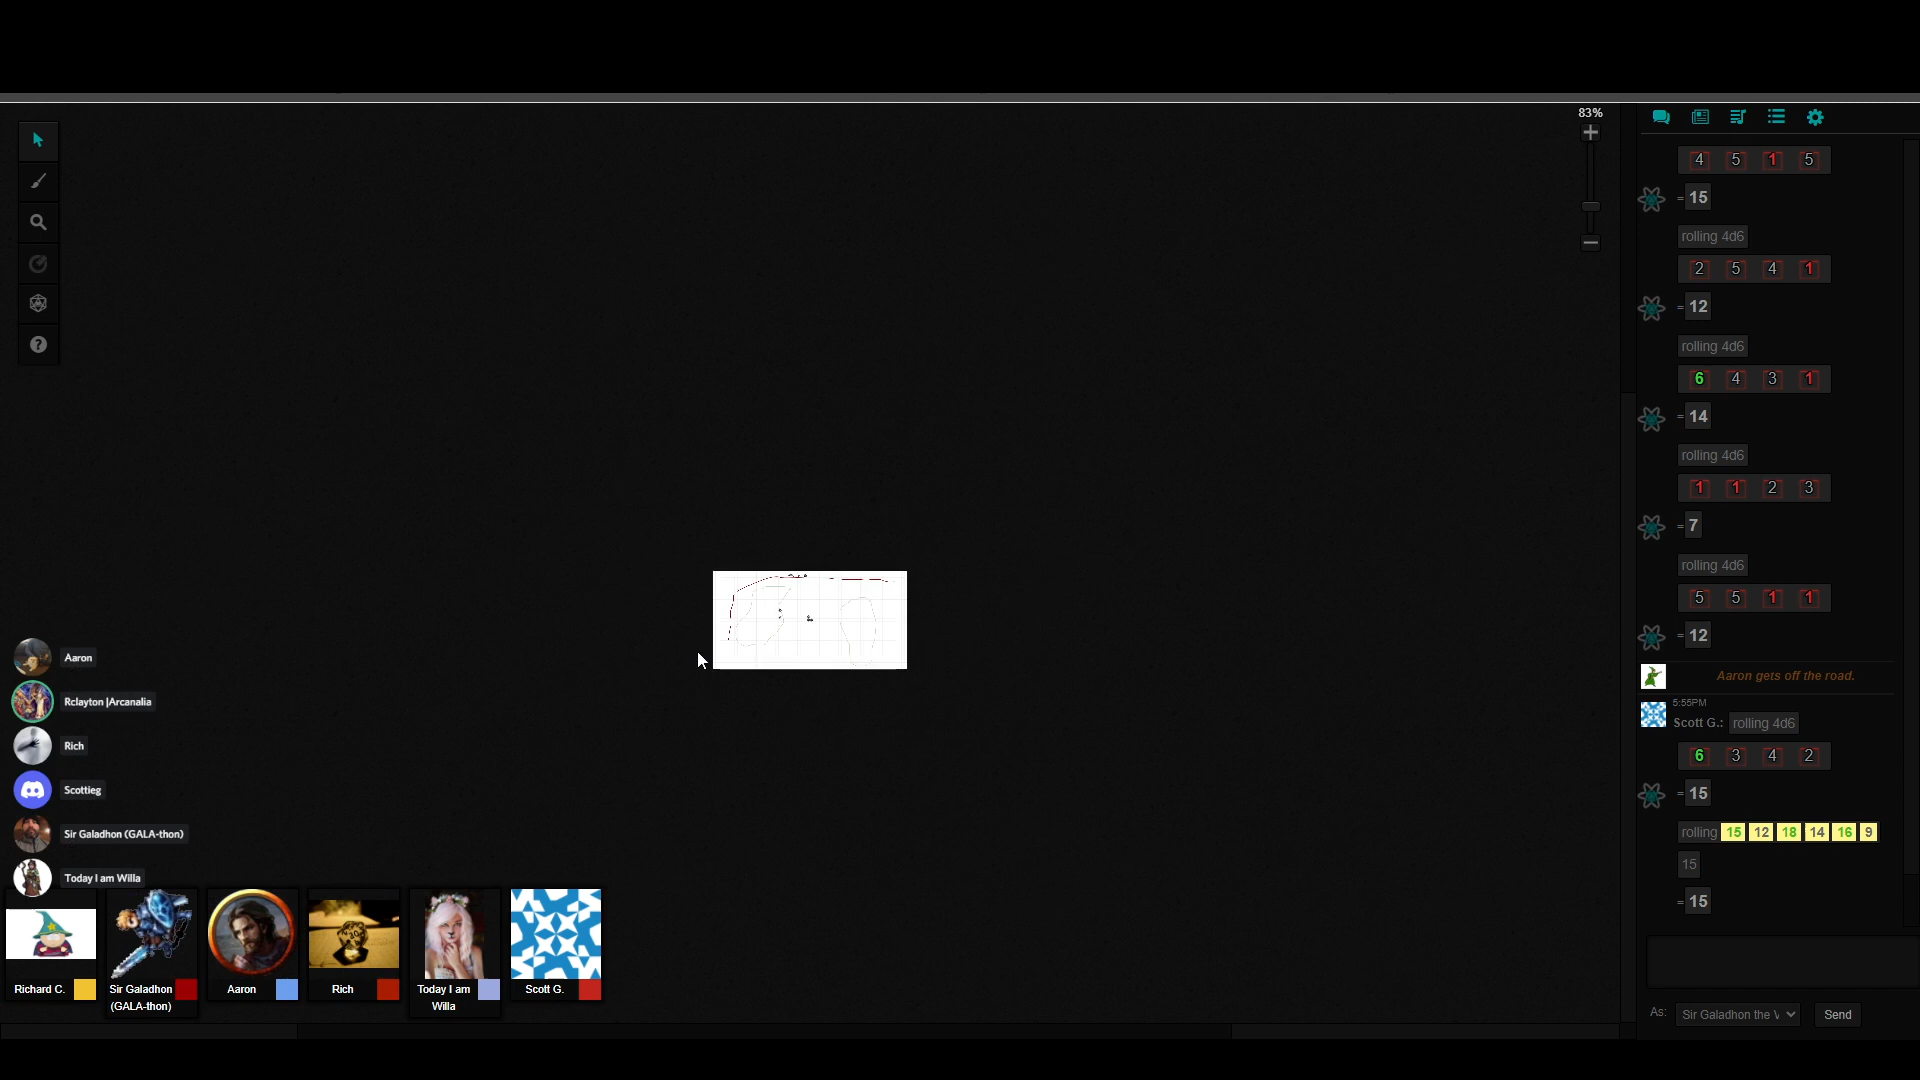 83%
4 5 1 5
= 15
rolling 4d6
2 5 4 1
= 12
rolling 4d6
6 4 3 1
= 14
rolling 4d6
1 1 2 3
= 7
rolling 4d6
5 5 1 1
= 12
Aaron gets off the road.
5:55PM
Scott G.: rolling 4d6
6 3 4 2
= 15
rolling 15 12 18 14 16 9
15
= 15
As: Sir Galadhon the V Send
Aaron
Rclayton |Arcanalia
Rich
Scottieg
Sir Galadhon (GALA-thon)
Today I am Willa
Richard C.
Sir Galadhon
(GALA-thon)
Aaron
Rich
Today I am
Willa
Scott G.